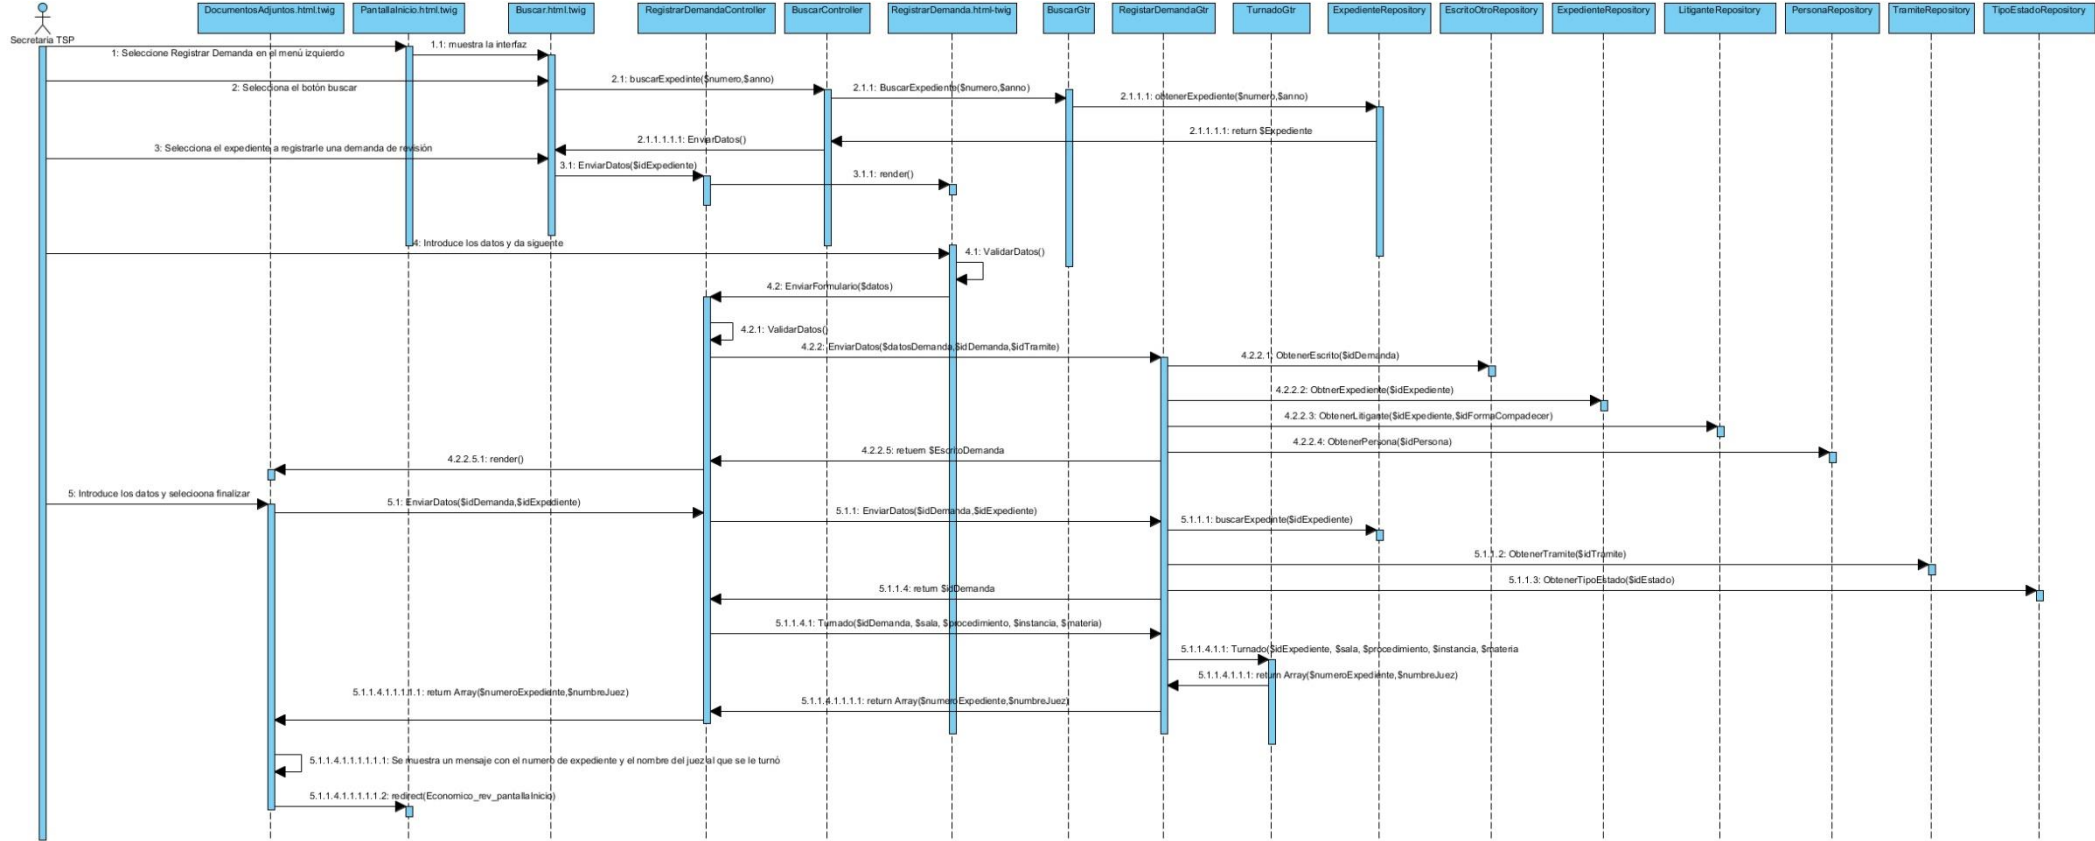 DocumentosAdjuntos.html.twig
PantallaInicio.html.twig
Buscar.html.twig
RegistrarDemandaController
BuscarController
RegistrarDemanda.html-twig
BuscarGtr
RegistarDemandaGtr
TurnadoGtr
ExpedienteRepository
EscritoOtroRepository
ExpedienteRepository
LitiganteRepository
PersonaRepository
TramiteRepository
TipoEstadoRepository
Secretaria TSP
1: Seleccione Registrar Demanda en el menú izquierdo
1.1: muestra la interfaz
2: Selecciona el botón buscar
2.1: buscarExpedinte($numero,$anno)
2.1.1: BuscarExpediente($numero,$anno)
2.1.1.1: obtenerExpediente($numero,$anno)
2.1.1.1.1: return $Expediente
2.1.1.1.1.1: EnviarDatos()
3: Selecciona el expediente a registrarle una demanda de revisión
3.1: EnviarDatos($idExpediente)
3.1.1: render()
4: Introduce los datos y da siguente
4.1: ValidarDatos()
4.2: EnviarFormulario($datos)
4.2.1: ValidarDatos()
4.2.2: EnviarDatos($datosDemanda,$idDemanda,$idTramite)
4.2.2.1: ObtenerEscrito($idDemanda)
4.2.2.2: ObtnerExpediente($idExpediente)
4.2.2.3: ObtenerLitigante($idExpediente,$idFormaCompadecer)
4.2.2.4: ObtenerPersona($idPersona)
4.2.2.5: retuern $EscritoDemanda
4.2.2.5.1: render()
5: Introduce los datos y selecioona finalizar
5.1: EnviarDatos($idDemanda,$idExpediente)
5.1.1: EnviarDatos($idDemanda,$idExpediente)
5.1.1.1: buscarExpedinte($idExpediente)
5.1.1.2: ObtenerTramite($idTramite)
5.1.1.3: ObtenerTipoEstado($idEstado)
5.1.1.4: return $idDemanda
5.1.1.4.1: Turnado($idDemanda, $sala, $procedimiento, $instancia, $materia)
5.1.1.4.1.1: Turnado($idExpediente, $sala, $procedimiento, $instancia, $materia
5.1.1.4.1.1.1: return Array($numeroExpediente,$numbreJuez)
5.1.1.4.1.1.1.1: return Array($numeroExpediente,$numbreJuez)
5.1.1.4.1.1.1.1.1: return Array($numeroExpediente,$numbreJuez)
5.1.1.4.1.1.1.1.1.1: Se muestra un mensaje con el numero de expediente y el nombre del juez al que se le turnó
5.1.1.4.1.1.1.1.1.2: redirect(Economico_rev_pantallaInicio)